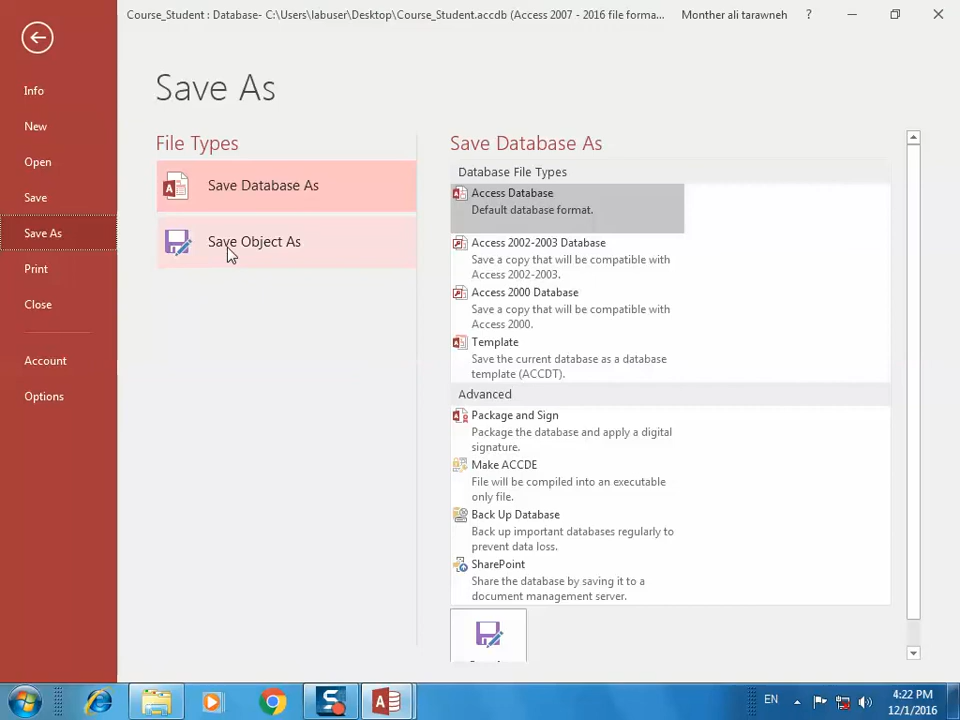 Course_Student : Database- C:\Users\labuser\Desktop\Course_Student.accdb (Access 2007 - 2016 file forma...
Monther ali tarawneh
?
Info
New
Open
Save
Save As
Print
Close
Account
Options
Save As
File Types
Save Database As
Save Object As
Save Database As
Database File Types
Access Database
Default database format.
Access 2002-2003 Database
Save a copy that will be compatible with
Access 2002-2003.
Access 2000 Database
Save a copy that will be compatible with
Access 2000.
Template
Save the current database as a database
template (ACCDT).
Advanced
Package and Sign
Package the database and apply a digital
signature.
Make ACCDE
File will be compiled into an executable
only file.
Back Up Database
Back up important databases regularly to
prevent data loss.
SharePoint
Share the database by saving it to a
document management server.
EN
4:22 PM
12/1/2016